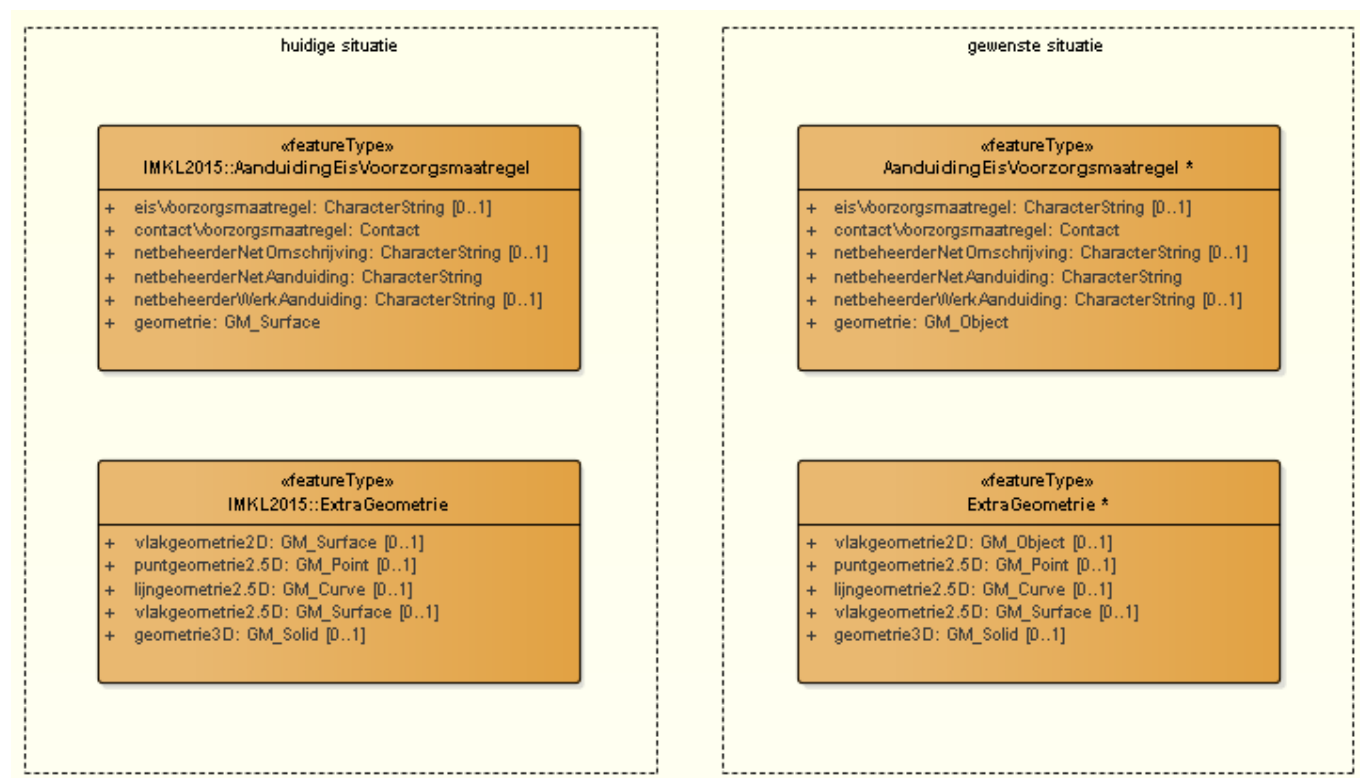 huidige situatie
«featureType»
IMKL2015::AanduidingEisVoorzorgsmaatregel
+ eisVoorzorgsmaatregel: CharacterString [0..1]
+ contactVoorzorgsmaatregel: Contact
+ netbeheerderNetOmschrijving: CharacterString [0..1]
+ netbeheerderNetAanduiding: CharacterString
+ netbeheerderWerkAanduiding: CharacterString [0..1]
+ geometrie: GM_Surface
«featureType»
IMKL2015::ExtraGeometrie
+ vlakgeometrie2D: GM_Surface [0..1]
+ puntgeometrie2.5D: GM_Point [0..1]
+ lijngeometrie2.5D: GM_Curve [0..1]
+ vlakgeometrie2.5D: GM_Surface [0..1]
+ geometrie3D: GM_Solid [0..1]
gewenste situatie
«featureType»
AanduidingEisVoorzorgsmaatregel *
+ eisVoorzorgsmaatregel: CharacterString [0..1]
+ contactVoorzorgsmaatregel: Contact
+ netbeheerderNetOmschrijving: CharacterString [0..1]
+ netbeheerderNetAanduiding: CharacterString
+ netbeheerderWerkAanduiding: CharacterString [0..1]
+ geometrie: GM_Object
«featureType»
ExtraGeometrie *
+ vlakgeometrie2D: GM_Object [0..1]
+ puntgeometrie2.5D: GM_Point [0..1]
+ lijngeometrie2.5D: GM_Curve [0..1]
+ vlakgeometrie2.5D: GM_Surface [0..1]
+ geometrie3D: GM_Solid [0..1]